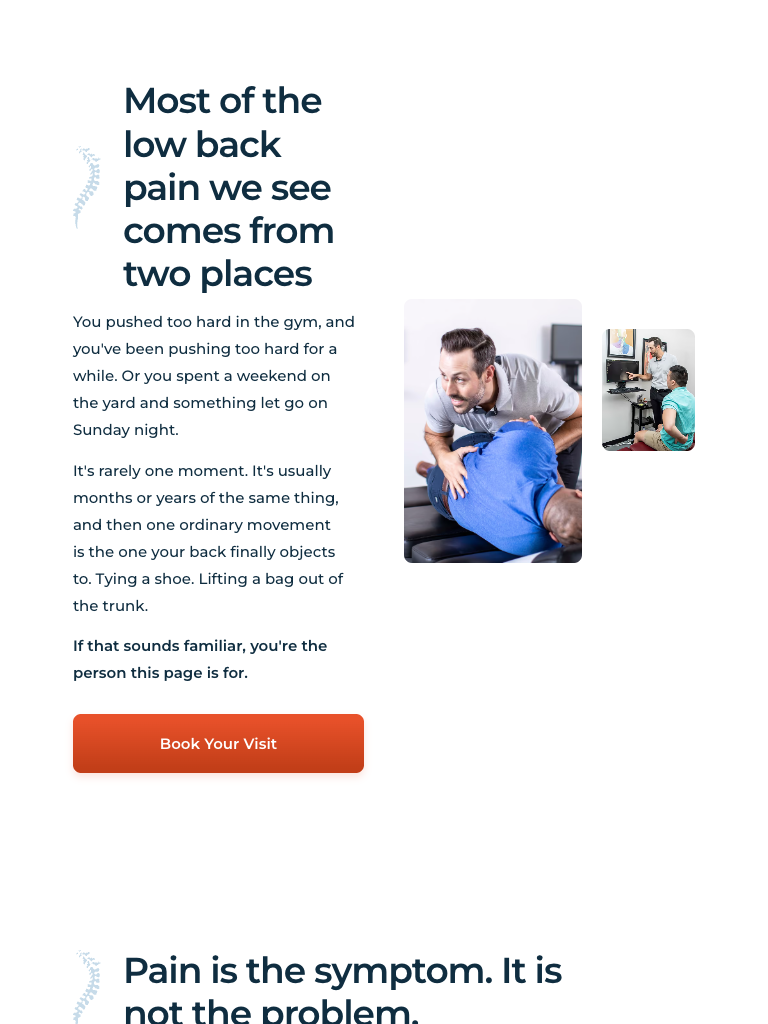 Most of the
low back
pain we see
comes from
two places
You pushed too hard in the gym, and
you've been pushing too hard for a
while. Or you spent a weekend on
the yard and something let go on
Sunday night.
It's rarely one moment. It's usually
months or years of the same thing,
and then one ordinary movement
is the one your back finally objects
to. Tying a shoe. Lifting a bag out of
the trunk.
If that sounds familiar, you're the
person this page is for.
Book Your Visit
Pain is the symptom. It is
not the problem.